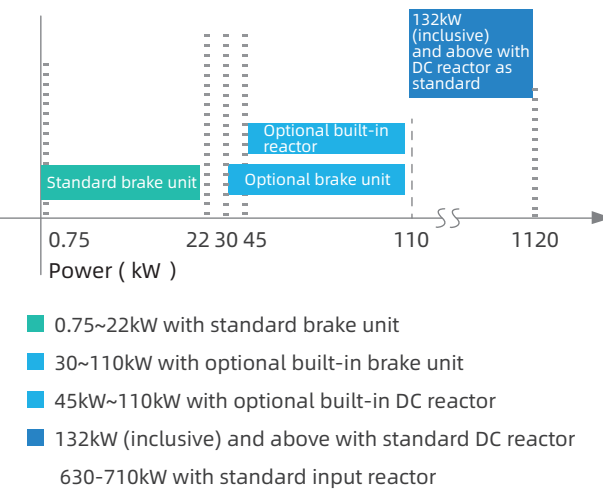 132kW
(inclusive)
and above with
DC reactor as
standard
Optional built-in
reactor
Standard brake unit
Optional brake unit
0.75
22 30 45
110
1120
Power ( kW )
0.75~22kW with standard brake unit
30~110kW with optional built-in brake unit
45kW~110kW with optional built-in DC reactor
132kW (inclusive) and above with standard DC reactor
630-710kW with standard input reactor